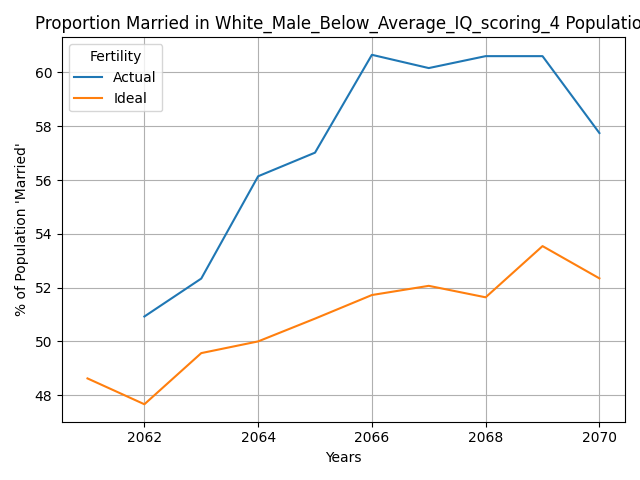 Proportion Married in White_Male_Below_Average_IQ_scoring_4 Populatio
Fertility
Actual
Ideal
% of Population 'Married'
60
58
56
54
52
50
48
2062 2064 2066 2068 2070
Years